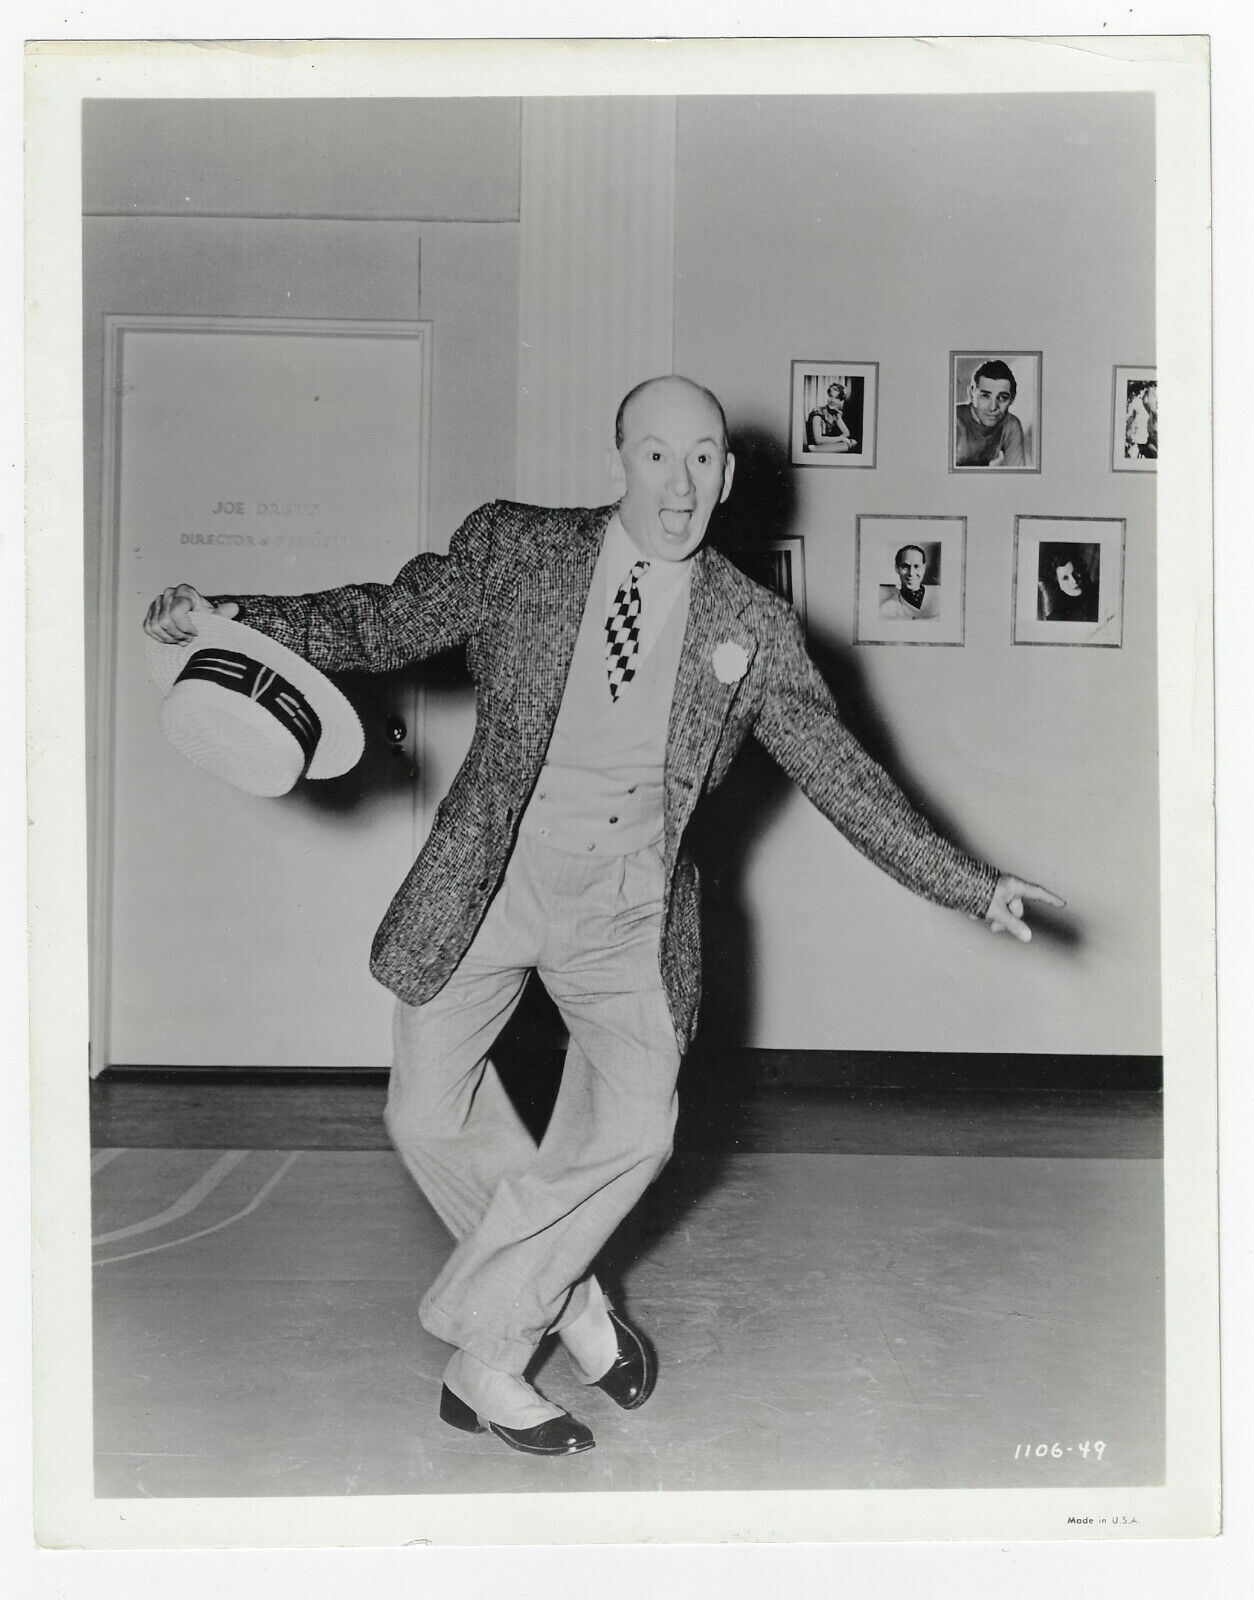 JOE DREWS
DIRECTOR of
1106-49
Made in U.S.A.